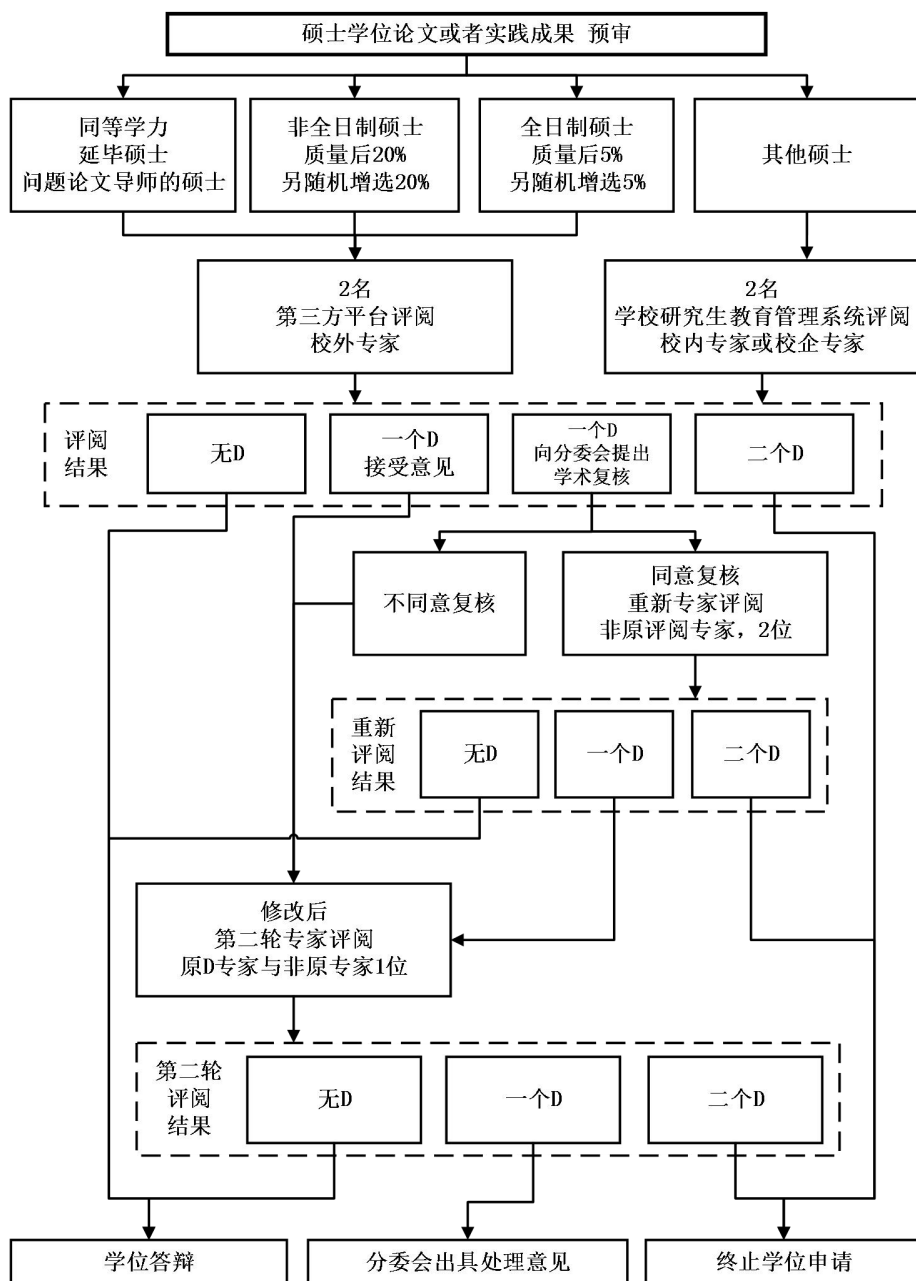 硕士学位论文或者实践成果 预审
同等学力
延毕硕士
问题论文导师的硕士
非全日制硕士
质量后20%
另随机增选20%
全日制硕士
质量后5%
另随机增选5%
其他硕士
2名
第三方平台评阅
校外专家
2名
学校研究生教育管理系统评阅
校内专家或校企专家
评阅
结果
无D
一个D
接受意见
一个D
向分委会提出
学术复核
二个D
不同意复核
同意复核
重新专家评阅
非原评阅专家，2位
重新
评阅
结果
无D
一个D
二个D
修改后
第二轮专家评阅
原D专家与非原专家1位
第二轮
评阅
结果
无D
一个D
二个D
学位答辩
分委会出具处理意见
终止学位申请